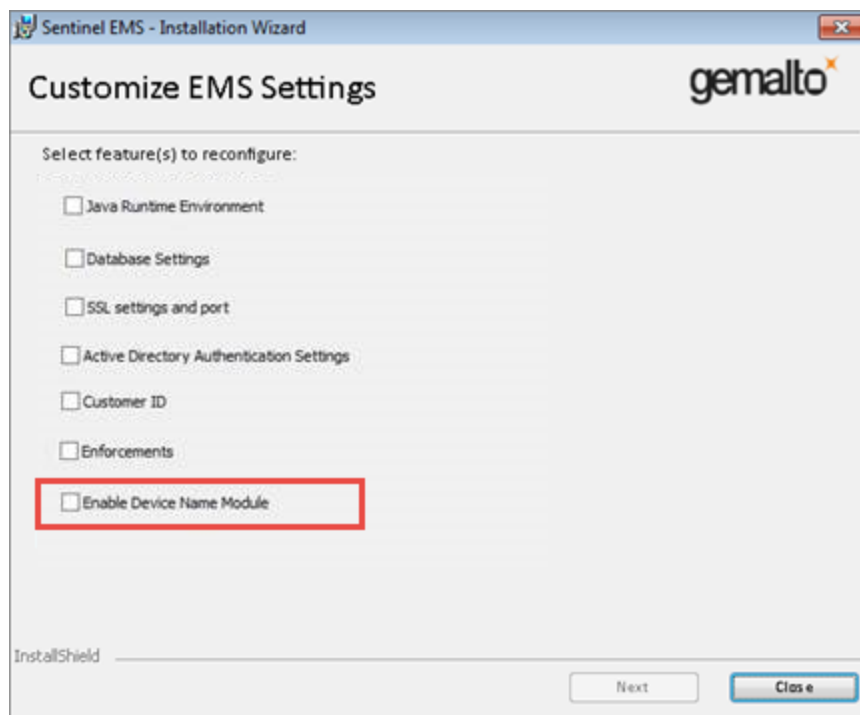 Sentinel EMS - Installation Wizard
Customize EMS Settings
gemalto
Select feature(s) to reconfigure:
Java Runtime Environment
Database Settings
SSL settings and port
Active Directory Authentication Settings
Customer ID
Enforcements
Enable Device Name Module
InstallShield
Next
Close